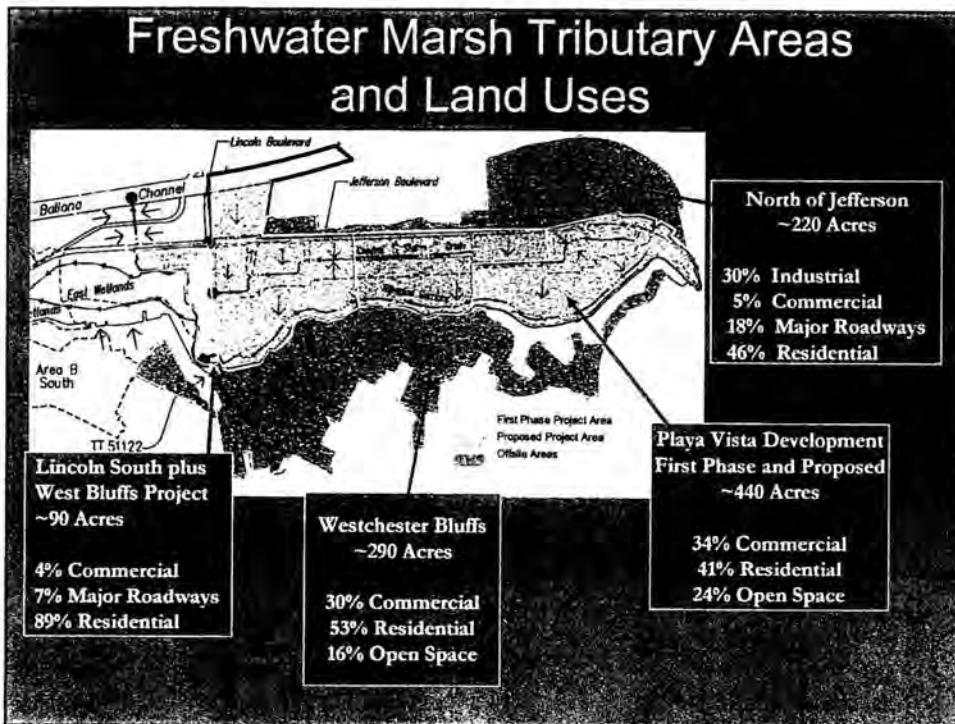 Freshwater Marsh Tributary Areas
and Land Uses
Lincoln Boulevard
Jefferson Boulevard
Ballona Channel
East Wetlands
Area B
South
TT 51122
First Phase Project Area
Proposed Project Area
Offsite Areas
North of Jefferson
~220 Acres
30% Industrial
5% Commercial
18% Major Roadways
46% Residential
Playa Vista Development
First Phase and Proposed
~440 Acres
34% Commercial
41% Residential
24% Open Space
Westchester Bluffs
~290 Acres
30% Commercial
53% Residential
16% Open Space
Lincoln South plus
West Bluffs Project
~90 Acres
4% Commercial
7% Major Roadways
89% Residential